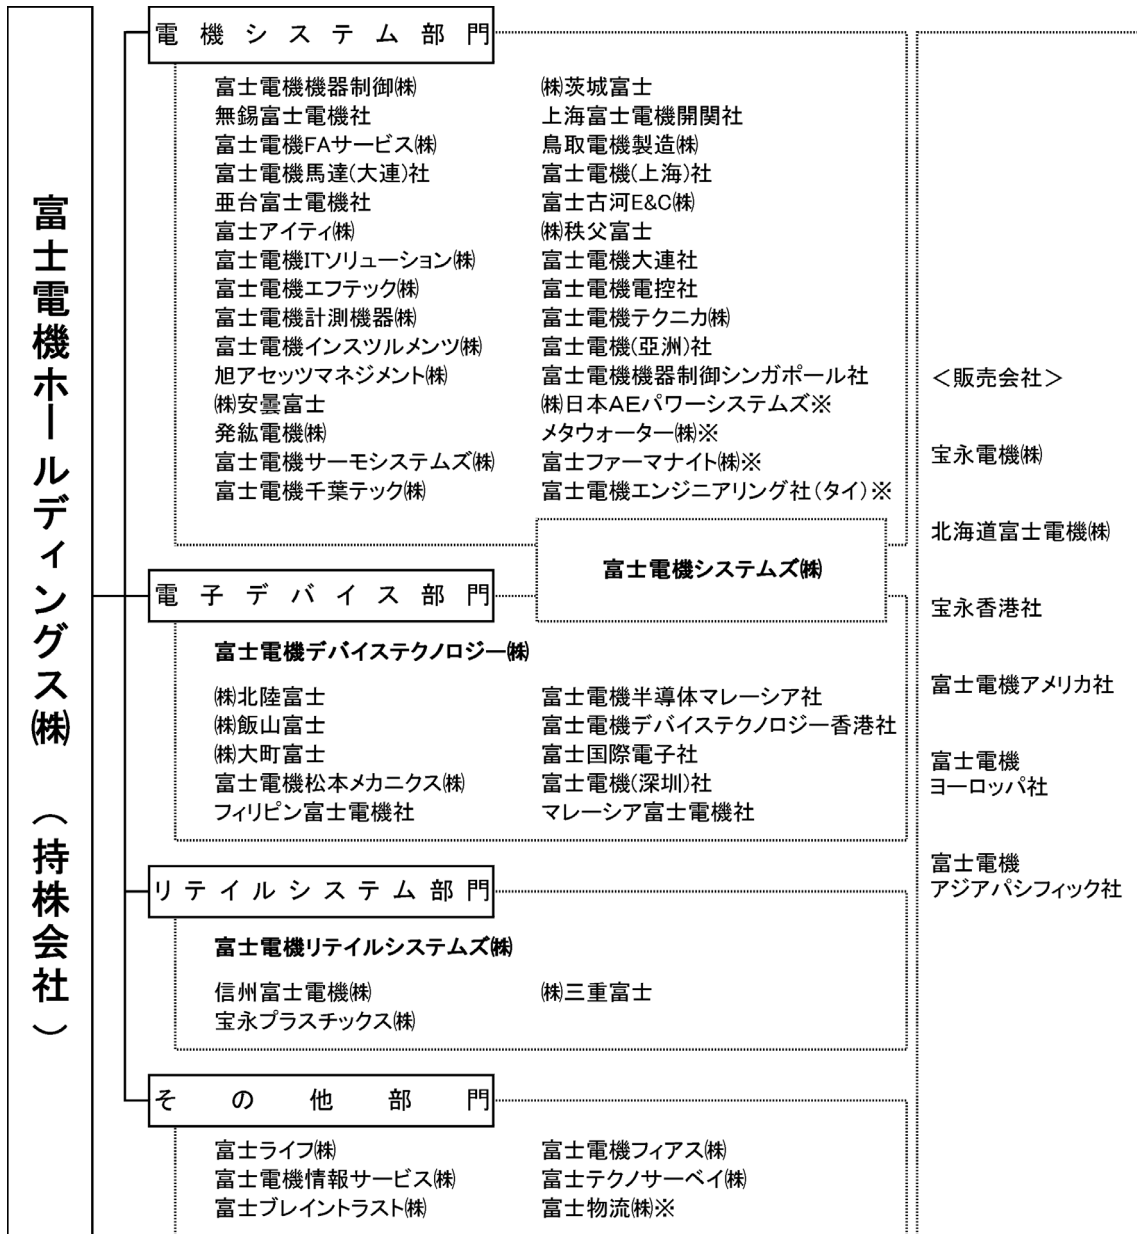 富士電機ホールディングス㈱ （持株会社）
電機システム部門
富士電機機器制御㈱
無錫富士電機社
富士電機FAサービス㈱
富士電機馬達(大連)社
亜台富士電機社
富士アイティ㈱
富士電機ITソリューション㈱
富士電機エフテック㈱
富士電機計測機器㈱
富士電機インスツルメンツ㈱
旭アセッツマネジメント㈱
㈱安曇富士
発紘電機㈱
富士電機サーモシステムズ㈱
富士電機千葉テック㈱
㈱茨城富士
上海富士電機開関社
鳥取電機製造㈱
富士電機(上海)社
富士古河E&C㈱
㈱秩父富士
富士電機大連社
富士電機電控社
富士電機テクニカ㈱
富士電機(亞洲)社
富士電機機器制御シンガポール社
㈱日本AEパワーシステムズ※
メタウォーター㈱※
富士ファーマナイト㈱※
富士電機エンジニアリング社(タイ)※
富士電機システムズ㈱
電子デバイス部門
富士電機デバイステクノロジー㈱
㈱北陸富士
㈱飯山富士
㈱大町富士
富士電機松本メカニクス㈱
フィリピン富士電機社
富士電機半導体マレーシア社
富士電機デバイステクノロジー香港社
富士国際電子社
富士電機(深圳)社
マレーシア富士電機社
リテイルシステム部門
富士電機リテイルシステムズ㈱
信州富士電機㈱
宝永プラスチックス㈱
㈱三重富士
その他部門
富士ライフ㈱
富士電機情報サービス㈱
富士ブレイントラスト㈱
富士電機フィアス㈱
富士テクノサーベイ㈱
富士物流㈱※
＜販売会社＞
宝永電機㈱
北海道富士電機㈱
宝永香港社
富士電機アメリカ社
富士電機
ヨーロッパ社
富士電機
アジアパシフィック社